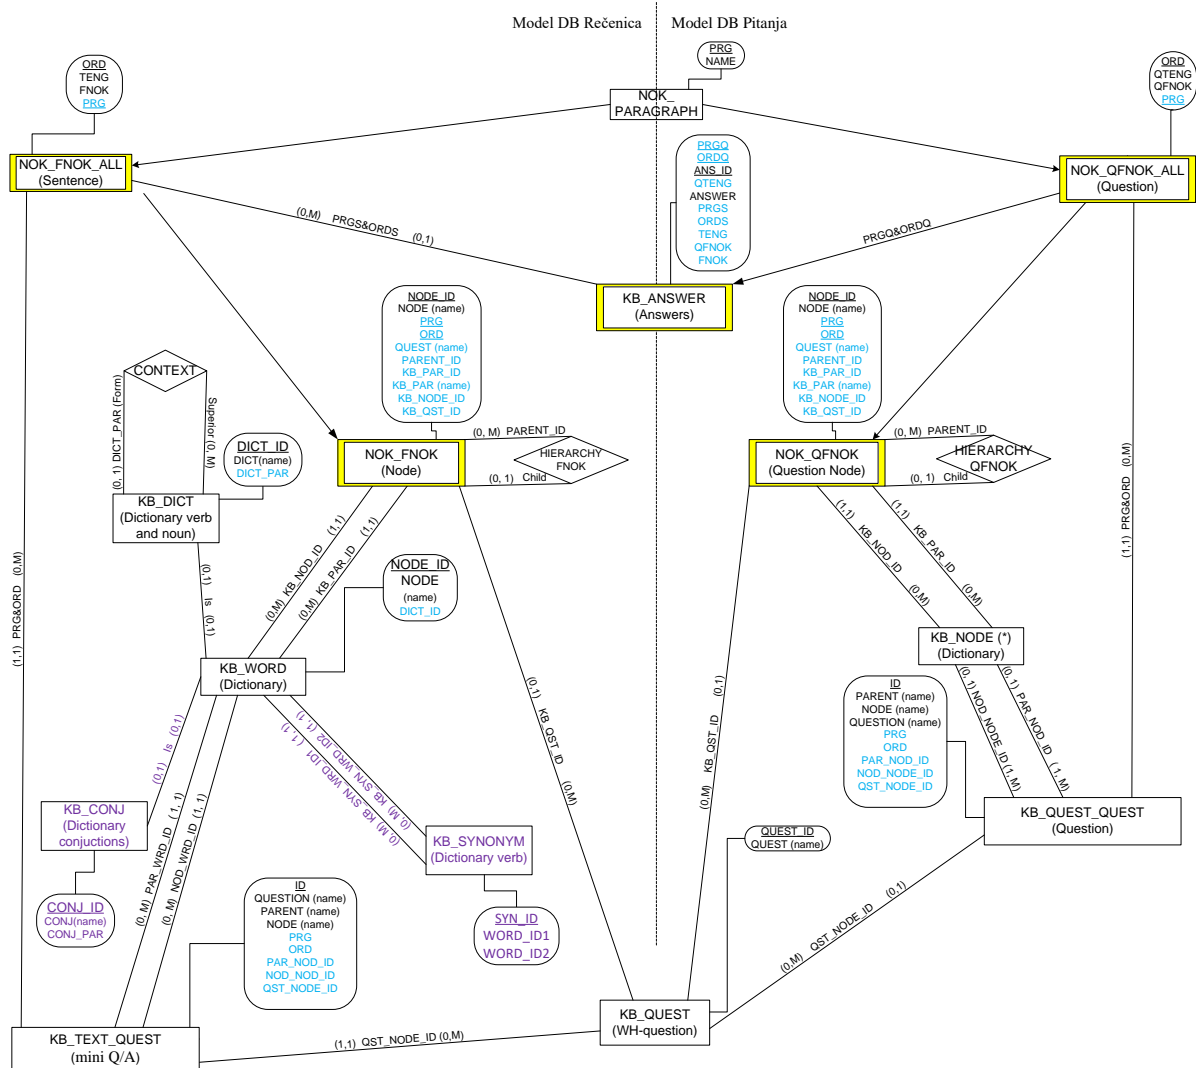 Model DB Rečenica
Model DB Pitanja
PRG
NAME
ORD
TENG
FNOK
PRG
ORD
QTENG
QFNOK
PRG
NOK_
PARAGRAPH
NOK_FNOK_ALL
(Sentence)
PRGQ
ORDQ
ANS_ID
QTENG
ANSWER
PRGS
ORDS
TENG
QFNOK
FNOK
NOK_QFNOK_ALL
(Question)
(0,M) PRGS&ORDS (0,1)
PRGQ&ORDQ
KB_ANSWER
(Answers)
NODE_ID
NODE (name)
PRG
ORD
QUEST (name)
PARENT_ID
KB_PAR_ID
KB_PAR (name)
KB_NODE_ID
KB_QST_ID
NODE_ID
NODE (name)
PRG
ORD
QUEST (name)
PARENT_ID
KB_PAR_ID
KB_PAR (name)
KB_NODE_ID
KB_QST_ID
CONTEXT
(0, 1) DICT_PAR (Form)
Superior (0, M)
DICT_ID
DICT(name)
DICT_PAR
NOK_FNOK
(Node)
(0, M) PARENT_ID
HIERARCHY
FNOK
(0, 1) Child
NOK_QFNOK
(Question Node)
(0, M) PARENT_ID
HIERARCHY
QFNOK
(0, 1) Child
KB_DICT
(Dictionary verb
and noun)
(1,1) PRG&ORD (0,M)
(1,1) PRG&ORD (0,M)
(0,M) KB_NOD_ID (1,1)
(0,M) KB_PAR_ID (1,1)
(1,1) KB_NOD_ID (0,M)
(1,1) KB_PAR_ID (0,M)
(0,1) Is (0,1)
NODE_ID
NODE
(name)
DICT_ID
KB_WORD
(Dictionary)
KB_NODE (*)
(Dictionary)
(0,1) KB_QST_ID (0,M)
(0,M) KB_QST_ID (0,1)
(0,1) Is (0,1)
(0,M) KB_SYN WRD_ID2 (1,1)
(0,M) KB_SYN WRD_ID1 (1,1)
ID
PARENT (name)
NODE (name)
QUESTION (name)
PRG
ORD
PAR_NOD_ID
NOD_NODE_ID
QST_NODE_ID
(0,1) NOD_NODE_ID (1, M)
(0,1) PAR_NOD_ID (1, M)
KB_CONJ
(Dictionary
conjuctions)
KB_SYNONYM
(Dictionary verb)
KB_QUEST_QUEST
(Question)
QUEST_ID
QUEST (name)
(0, M) PAR_WRD_ID (1, 1)
(0, M) NOD_WRD_ID (1, 1)
CONJ_ID
CONJ(name)
CONJ_PAR
ID
QUESTION (name)
PARENT (name)
NODE (name)
PRG
ORD
PAR_NOD_ID
NOD_NOD_ID
QST_NODE_ID
SYN_ID
WORD_ID1
WORD_ID2
(0,M) QST_NODE_ID (0,1)
KB_TEXT_QUEST
(mini Q/A)
(1,1) QST_NODE_ID (0,M)
KB_QUEST
(WH-question)